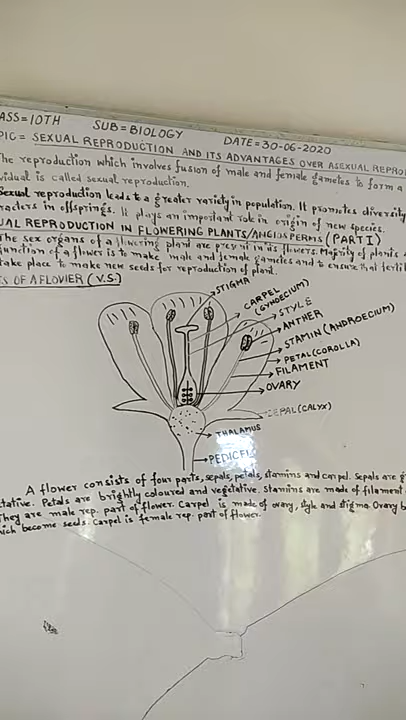 ASS=10TH SUB=BIOLOGY DATE=30-06-2020
PIC= SEXUAL REPRODUCTION AND ITS ADVANTAGES OVER ASEXUAL REPRO
The reproduction which involves fusion of male and female gametes to form a
vidual is called sexual reproduction.
Sexual reproduction leads to a greater variety in population. It promotes diversity
racters in offsprings. It plays an important role in origin of new species.
UAL REPRODUCTION IN FLOWERING PLANTS/ANGIOSPERMS (PART I)
The sex organs of a flowering plant are present in its flowers. Majority of plants
function of a flower is to make male and female gametes and to ensure that fertil
take place to make new seeds for reproduction of plant.
S OF A FLOWER (V.S.)
STIGMA
CARPEL
(GYNOECIUM)
STYLE
ANTHER
STAMIN (ANDROECIUM)
PETAL (COROLLA)
FILAMENT
OVARY
SEPAL (CALYX)
THALAMUS
PEDICEL
A flower consists of four parts, sepals, petals, stamins and carpel. Sepals are g
tative. Petals are brightly coloured and vegetative. Stamins are made of filament
They are male rep. part of flower. Carpel is made of ovary, style and stigma. Ovary
hich become seeds. Carpel is female rep. part of flower.